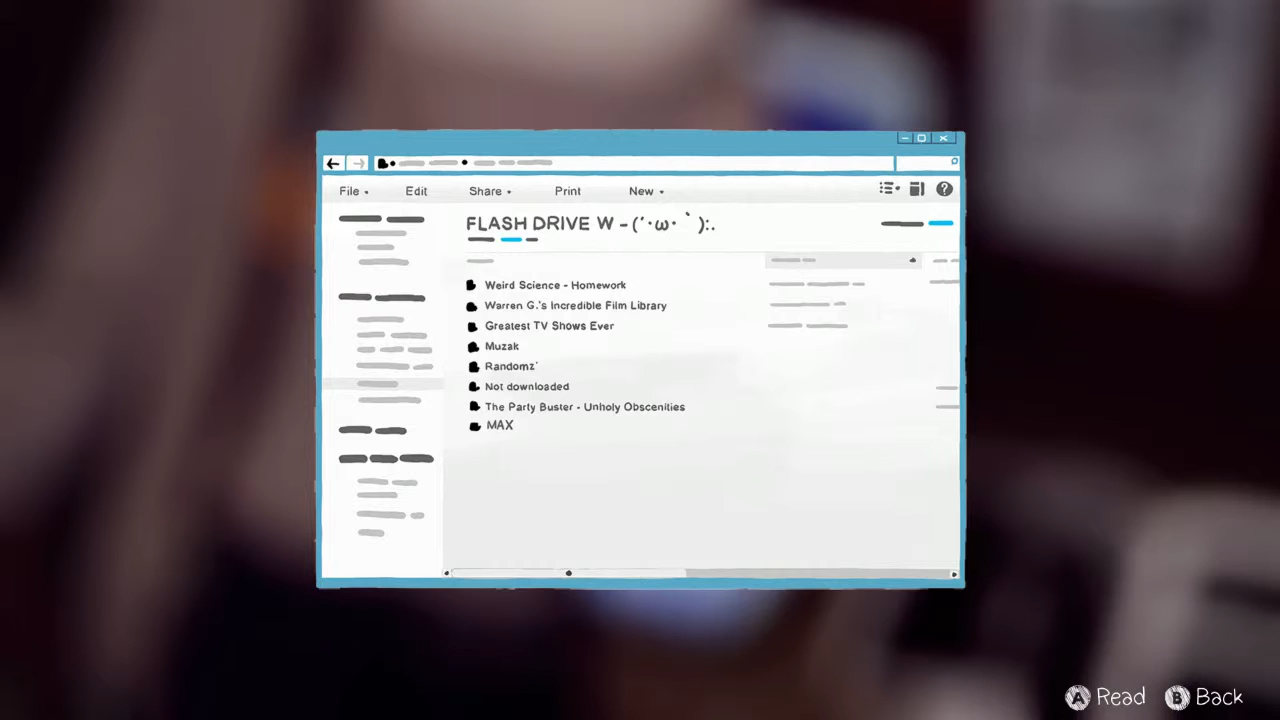 File Edit Share Print New
FLASH DRIVE W -(´・ω・｀):.
Weird Science - Homework
Warren G.'s Incredible Film Library
Greatest TV Shows Ever
Muzak
Randomz'
Not downloaded
The Party Buster - Unholy Obscenities
MAX
A Read B Back